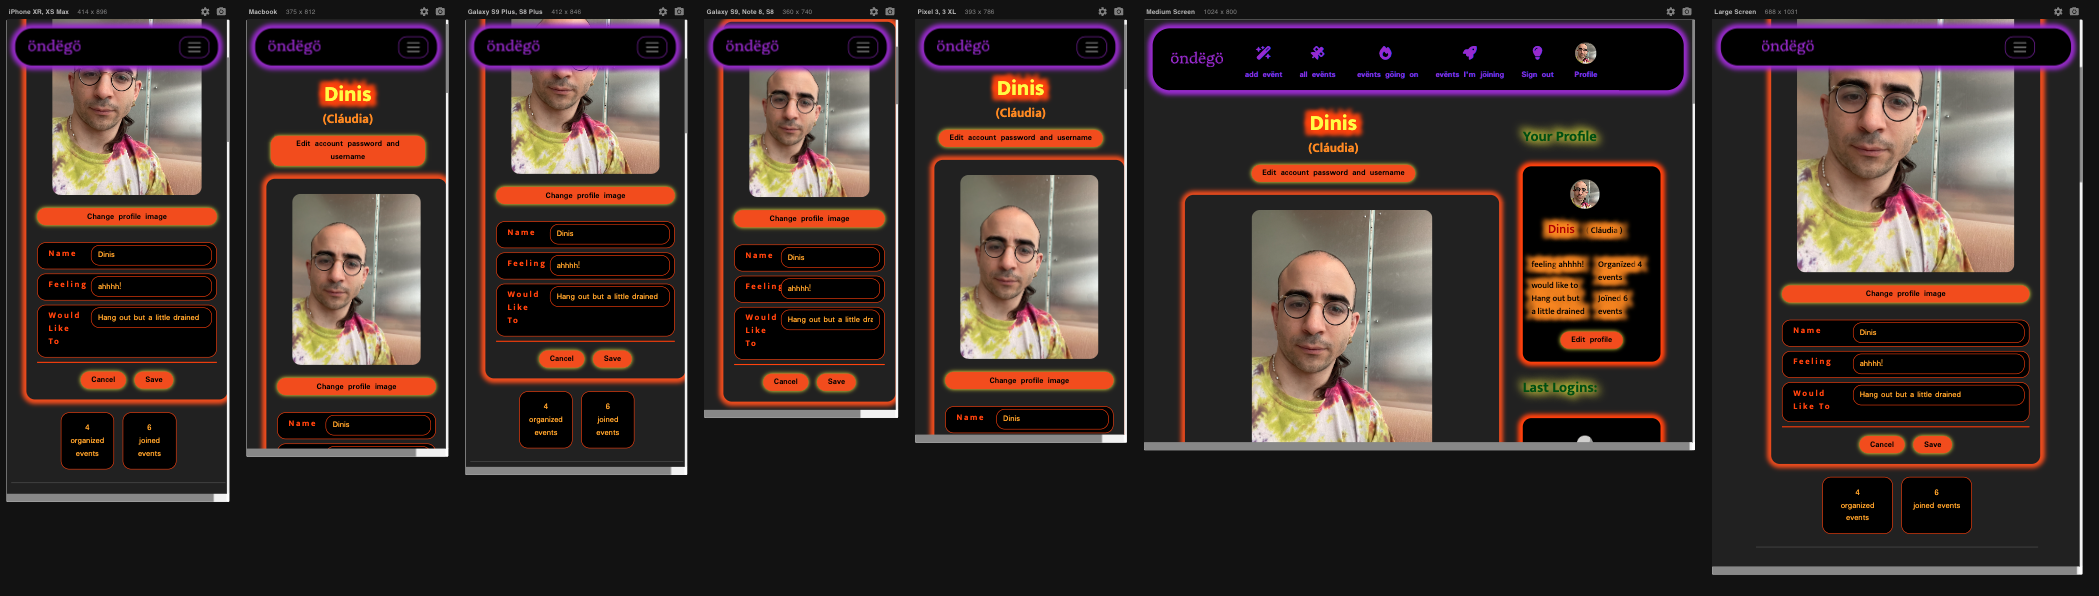 iPhone XR, XS Max 414 x 896
öndëgö
Change profile image
Name Dinis
Feeling ahhhh!
Would Like To Hang out but a little drained
Cancel Save
4 organized events
6 joined events
Macbook 375 x 812
öndëgö
Dinis
(Cláudia)
Edit account password and
username
Change profile image
Name Dinis
Galaxy S9 Plus, S8 Plus 412 x 846
öndëgö
Change profile image
Name Dinis
Feeling ahhhh!
Would Like To Hang out but a little drained
Cancel Save
4 organized events
6 joined events
Galaxy S9, Note 8, S8 360 x 740
öndëgö
Change profile image
Name Dinis
Feeling ahhhh!
Would Like To Hang out but a little dra
Cancel Save
Pixel 3, 3 XL 393 x 786
öndëgö
Dinis
(Cláudia)
Edit account password and username
Change profile image
Name Dinis
Medium Screen 1024 x 800
öndëgö
add evënt all evënts evënts göing on evënts I'm jöining Sign out Profile
Dinis
(Cláudia)
Edit account password and username
Your Profile
Dinis ( Cláudia )
feeling ahhhh!
would like to
Hang out but
a little drained
Organized 4
events
Joined 6
events
Edit profile
Last Logins:
Large Screen 688 x 1031
öndëgö
Change profile image
Name Dinis
Feeling ahhhh!
Would Like To Hang out but a little drained
Cancel Save
4 organized events
6 joined events